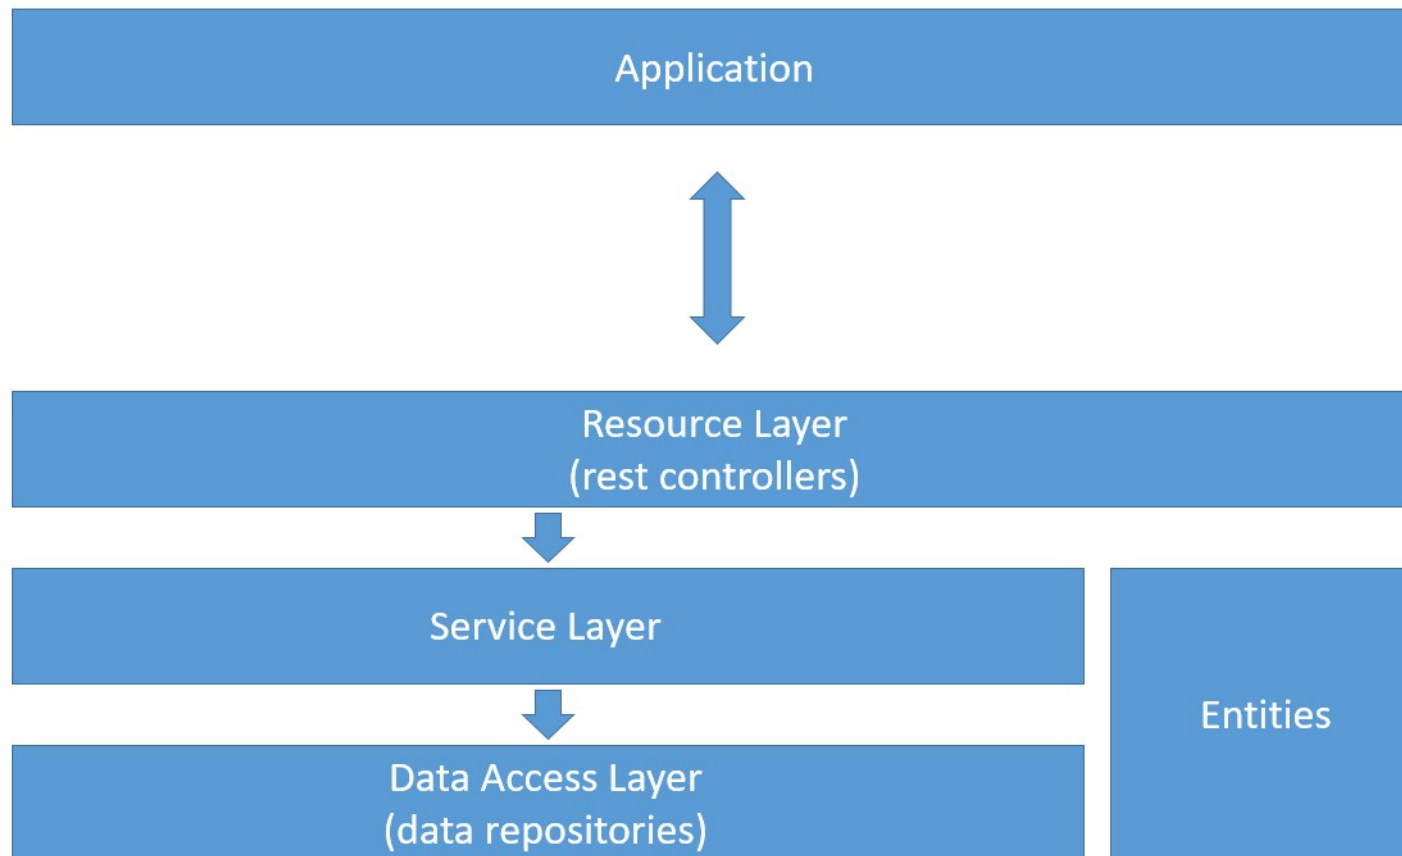 Application
Resource Layer
(rest controllers)
Service Layer
Entities
Data Access Layer
(data repositories)